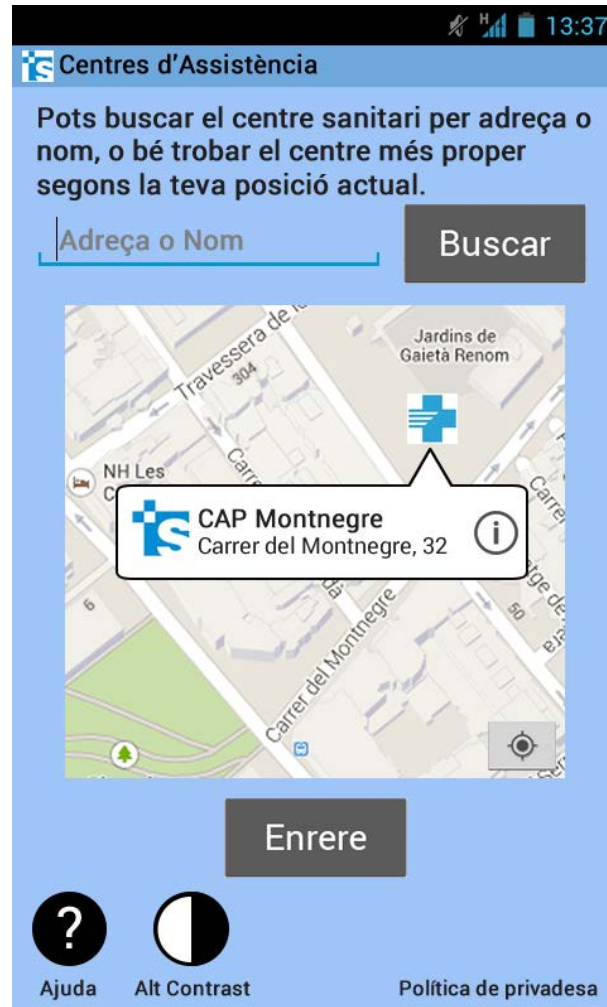 H 13:37
Centres d'Assistència
Pots buscar el centre sanitari per adreça o
nom, o bé trobar el centre més proper
segons la teva posició actual.
Adreça o Nom
Buscar
Travessera de
304
Jardins de
Gaietà Renom
NH Les
CAP Montnegre
Carrer del Montnegre, 32
6
50
Carrer del Montnegre
Enrere
?
Ajuda
Alt Contrast
Política de privadesa